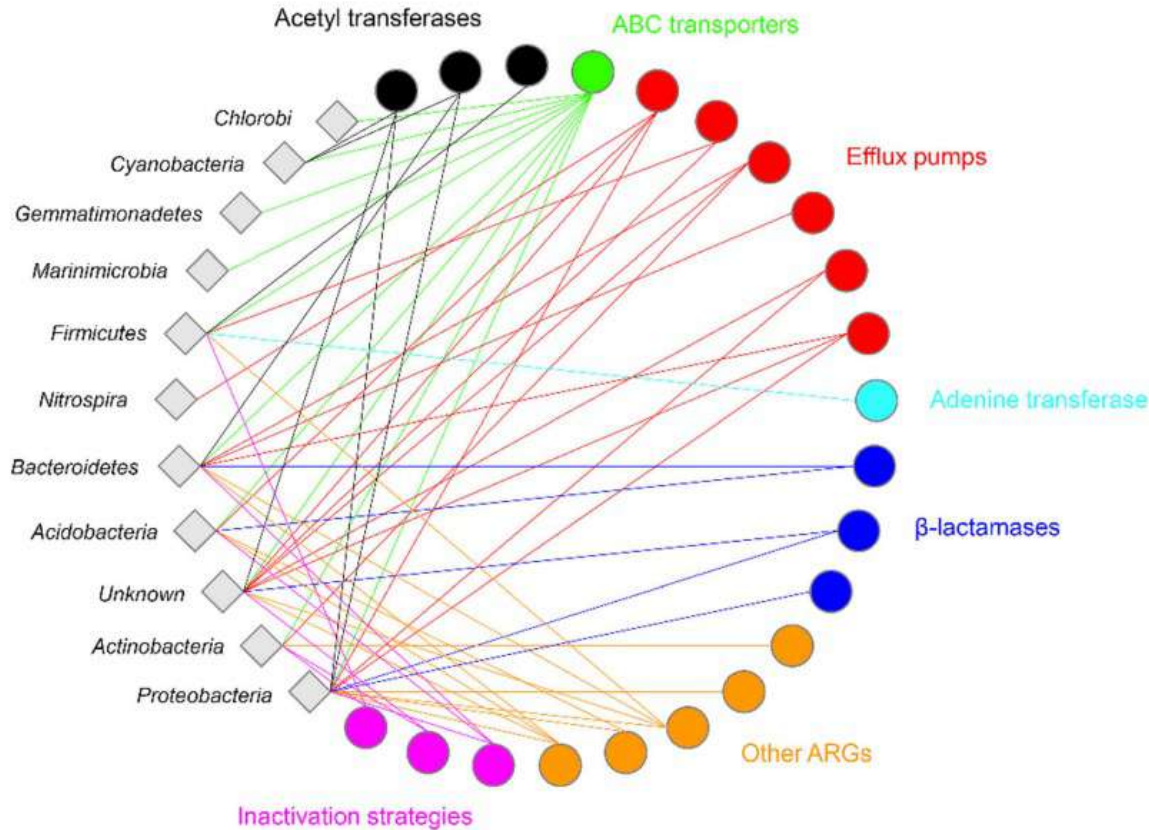 Acetyl transferases
ABC transporters
Chlorobi
Cyanobacteria
Efflux pumps
Gemmatimonadetes
Marinimicrobia
Firmicutes
Nitrospira
Adenine transferase
Bacteroidetes
Acidobacteria
β-lactamases
Unknown
Actinobacteria
Proteobacteria
Other ARGs
Inactivation strategies